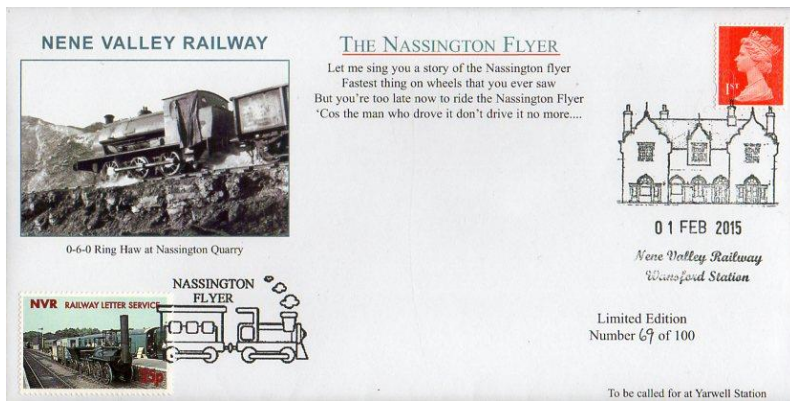 NENE VALLEY RAILWAY
0-6-0 Ring Haw at Nassington Quarry
THE NASSINGTON FLYER
Let me sing you a story of the Nassington flyer
Fastest thing on wheels that you ever saw
But you're too late now to ride the Nassington Flyer
‘Cos the man who drove it don't drive it no more....
1ST
01 FEB 2015
Nene Valley Railway
Wansford Station
NASSINGTON
FLYER
NVR RAILWAY LETTER SERVICE
Limited Edition
Number 69 of 100
To be called for at Yarwell Station